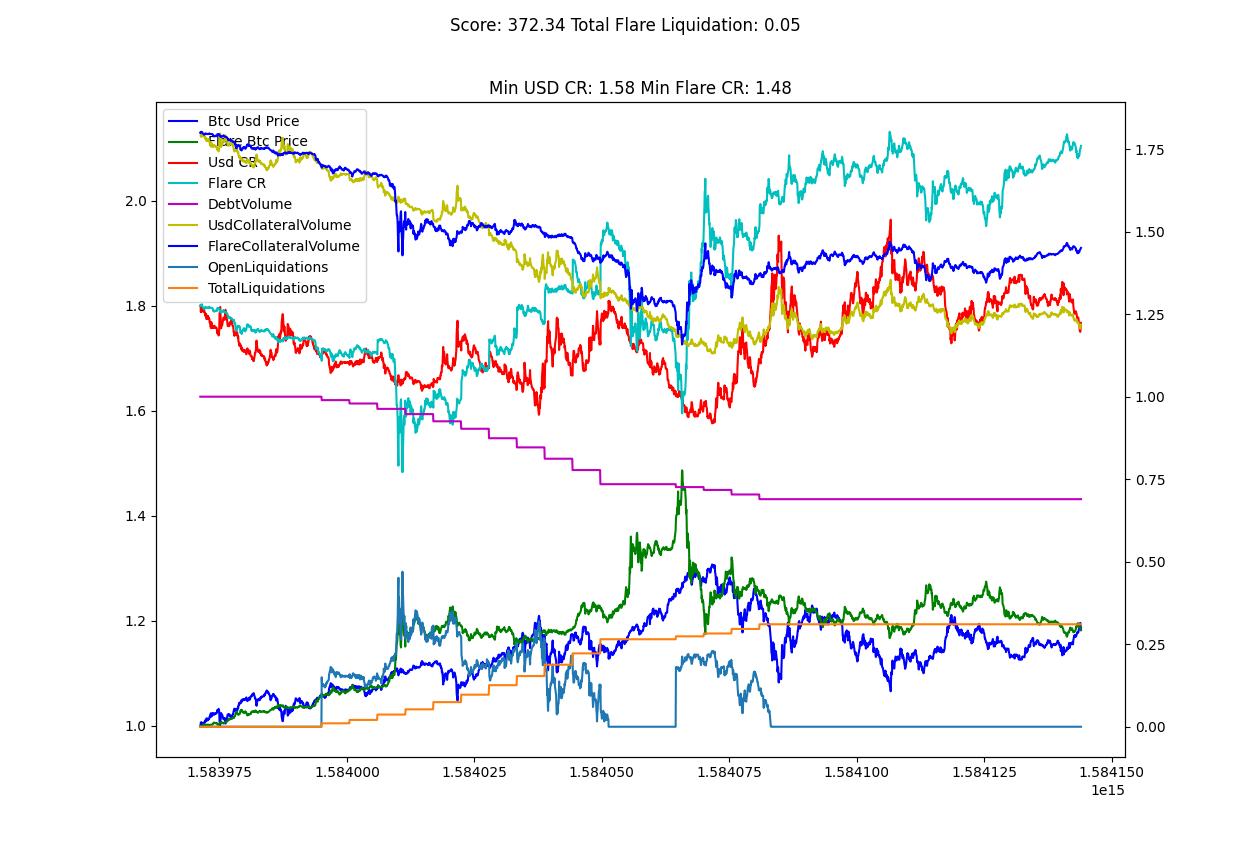 Score: 372.34 Total Flare Liquidation: 0.05
Min USD CR: 1.58 Min Flare CR: 1.48
Btc Usd Price
Flare Btc Price
Usd CR
Flare CR
DebtVolume
UsdCollateralVolume
FlareCollateralVolume
OpenLiquidations
TotalLiquidations
2.0
1.8
1.6
1.4
1.2
1.0
1.75
1.50
1.25
1.00
0.75
0.50
0.25
0.00
1.583975 1.584000 1.584025 1.584050 1.584075 1.584100 1.584125 1.584150
1e15